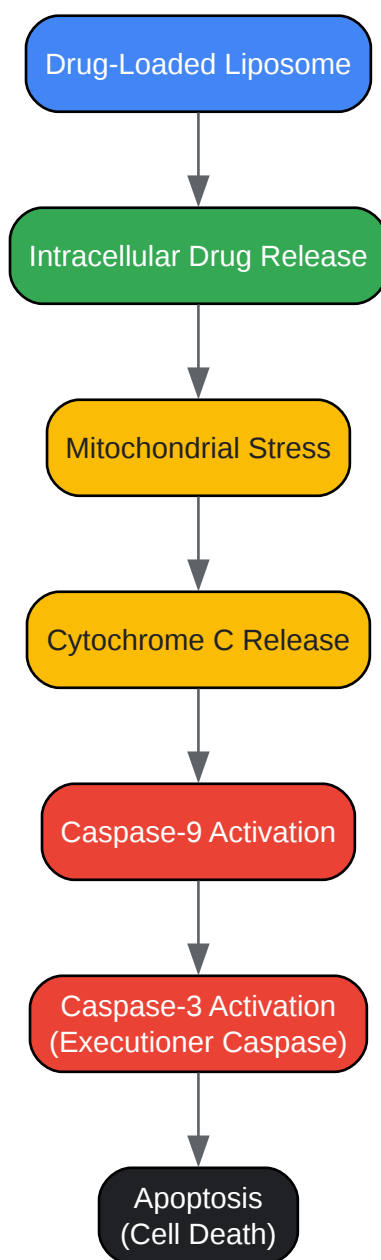 Drug-Loaded Liposome
Intracellular Drug Release
Mitochondrial Stress
Cytochrome C Release
Caspase-9 Activation
Caspase-3 Activation
(Executioner Caspase)
Apoptosis
(Cell Death)